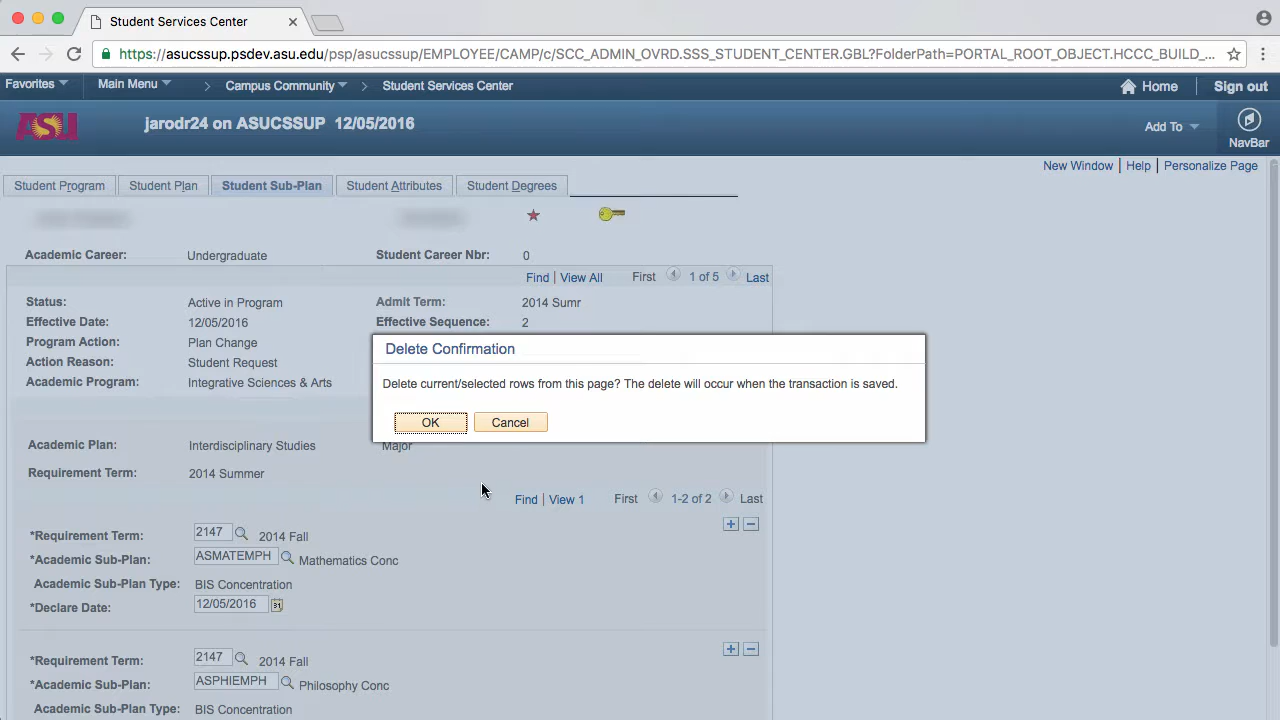 Student Services Center
https://asucssup.psdev.asu.edu/psp/asucssup/EMPLOYEE/CAMP/c/SCC_ADMIN_OVRD.SSS_STUDENT_CENTER.GBL?FolderPath=PORTAL_ROOT_OBJECT.HCCC_BUILD_...
Favorites Main Menu > Campus Community > Student Services Center Home Sign out
ASU jarodr24 on ASUCSSUP 12/05/2016 Add To NavBar
New Window | Help | Personalize Page
Student Program Student Plan Student Sub-Plan Student Attributes Student Degrees
Academic Career: Undergraduate Student Career Nbr: 0
Find | View All First 1 of 5 Last
Status: Active in Program Admit Term: 2014 Sumr
Effective Date: 12/05/2016 Effective Sequence: 2
Program Action: Plan Change
Action Reason: Student Request
Academic Program: Integrative Sciences & Arts
Delete Confirmation
Delete current/selected rows from this page? The delete will occur when the transaction is saved.
OK Cancel
Academic Plan: Interdisciplinary Studies Major
Requirement Term: 2014 Summer
Find | View 1 First 1-2 of 2 Last
*Requirement Term: 2147 2014 Fall
*Academic Sub-Plan: ASMATEMPH Mathematics Conc
Academic Sub-Plan Type: BIS Concentration
*Declare Date: 12/05/2016 31
*Requirement Term: 2147 2014 Fall
*Academic Sub-Plan: ASPHIEMPH Philosophy Conc
Academic Sub-Plan Type: BIS Concentration